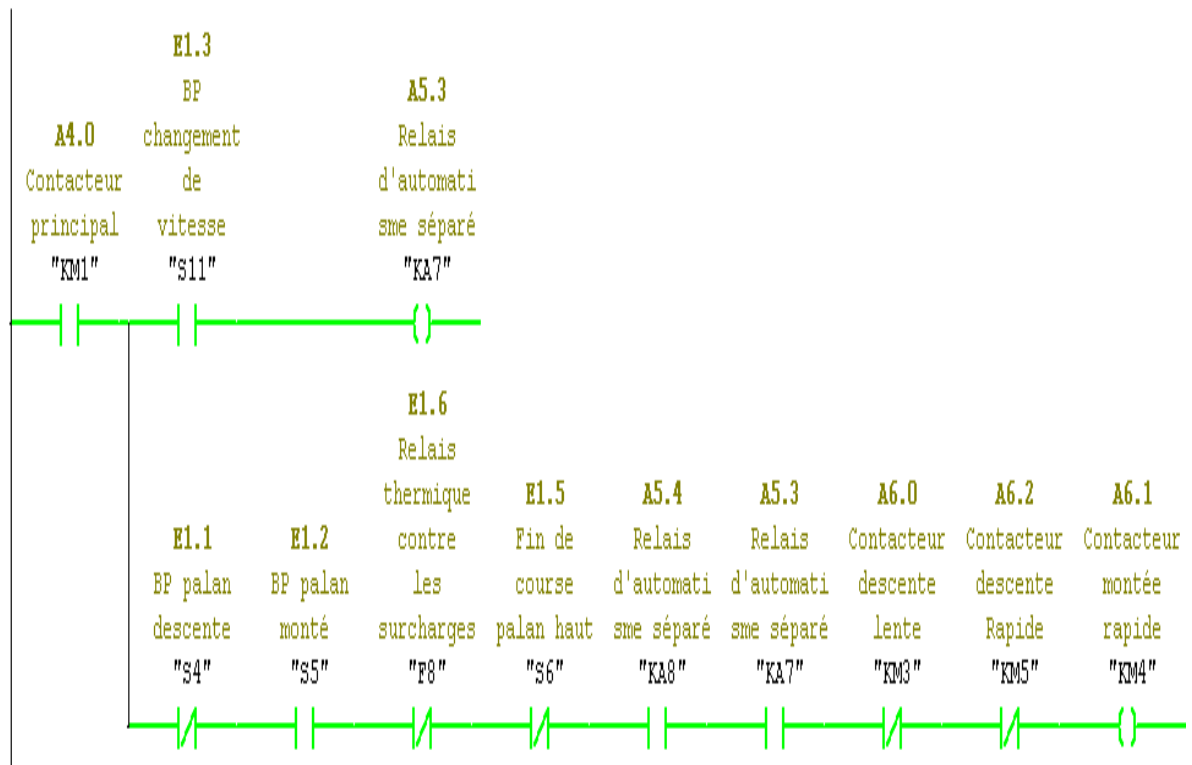 A4.0
Contacteur
principal
"KM1"
E1.3
BP
changement
de
vitesse
"S11"
A5.3
Relais
d'automati
sme séparé
"KA7"
E1.1
BP palan
descente
"S4"
E1.2
BP palan
monté
"S5"
E1.6
Relais
thermique
contre
les
surcharges
"F8"
E1.5
Fin de
course
palan haut
"S6"
A5.4
Relais
d'automati
sme séparé
"KA8"
A5.3
Relais
d'automati
sme séparé
"KA7"
A6.0
Contacteur
descente
lente
"KM3"
A6.2
Contacteur
descente
Rapide
"KM5"
A6.1
Contacteur
montée
rapide
"KM4"